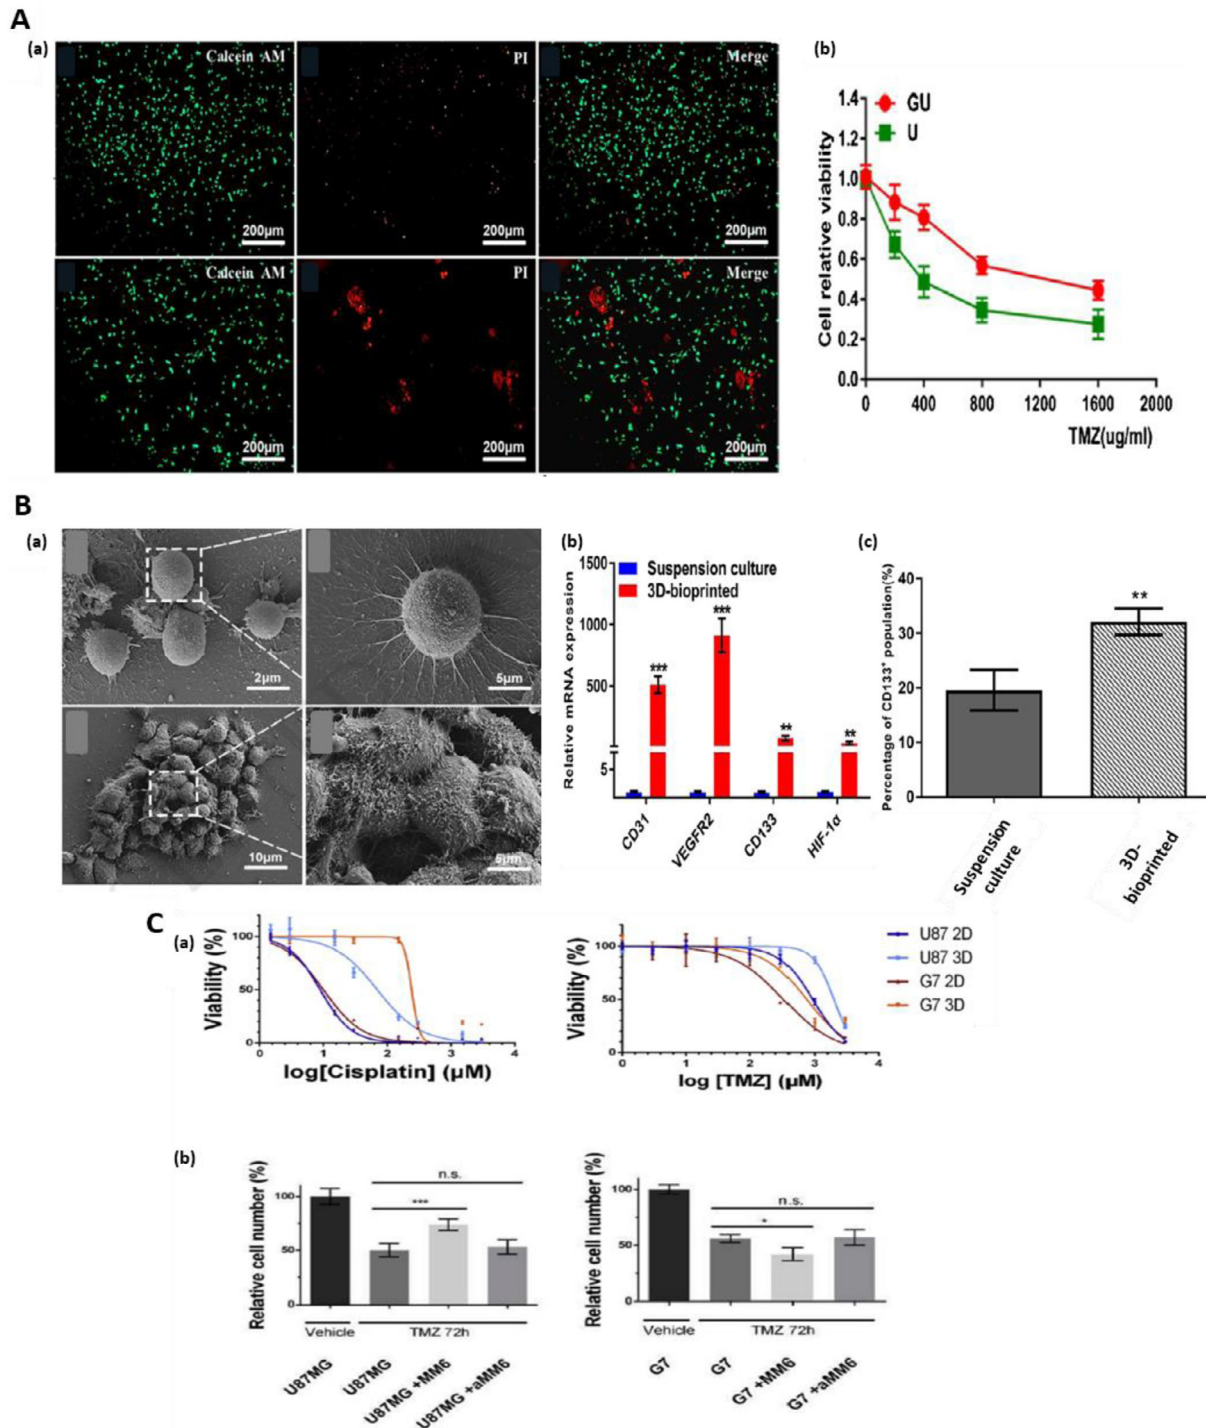 A
(a)
Calcein AM
PI
Merge
200μm
200μm
200μm
Calcein AM
PI
Merge
200μm
200μm
200μm
(b)
GU
U
Cell relative viability
1.4
1.2
1.0
0.8
0.6
0.4
0.2
0.0
0 400 800 1200 1600 2000
TMZ(ug/ml)
B
(a)
2μm
5μm
10μm
5μm
(b)
Suspension culture
3D-bioprinted
Relative mRNA expression
1500
1000
500
5
***
***
**
**
CD31
VEGFR2
CD133
HIF-1α
(c)
Percentage of CD133+ population(%)
40
30
20
10
0
**
Suspension culture
3D-bioprinted
C
(a)
Viability (%)
100
50
0
0 1 2 3 4
log[Cisplatin] (μM)
Viability (%)
100
50
0
0 1 2 3 4
log [TMZ] (μM)
U87 2D
U87 3D
G7 2D
G7 3D
(b)
Relative cell number (%)
100
50
0
n.s.
***
Vehicle
TMZ 72h
U87MG
U87MG
U87MG +MM6
U87MG +aMM6
Relative cell number (%)
100
50
0
n.s.
*
Vehicle
TMZ 72h
G7
G7
G7 +MM6
G7 +aMM6